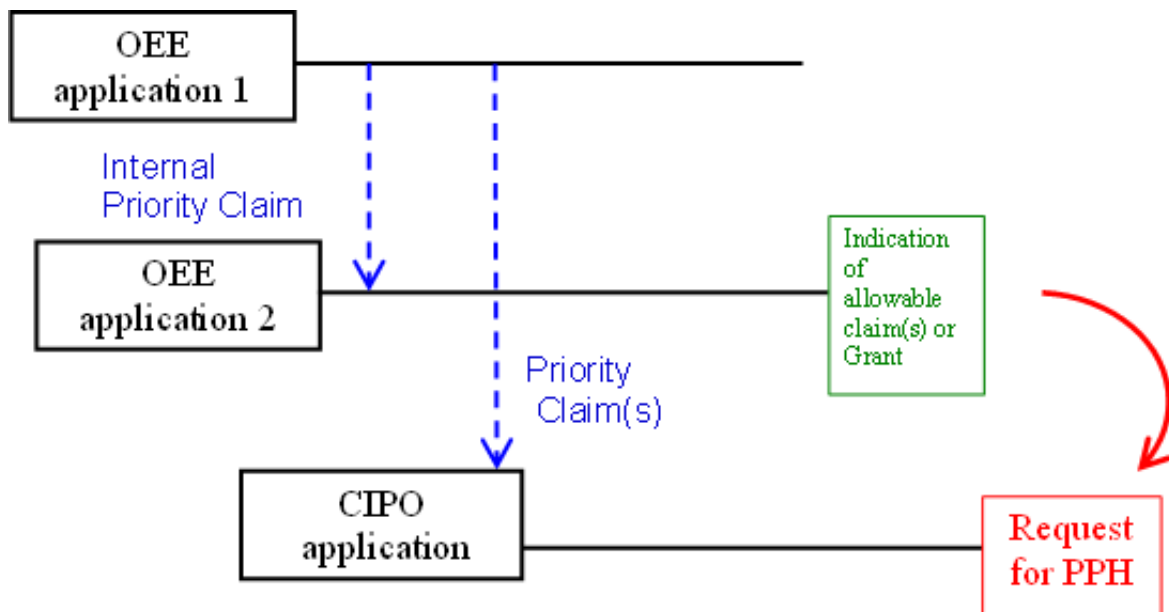 OEE
application 1
Internal
Priority Claim
OEE
application 2
Indication
of
allowable
claim(s) or
Grant
Priority
Claim(s)
CIPO
application
Request
for PPH